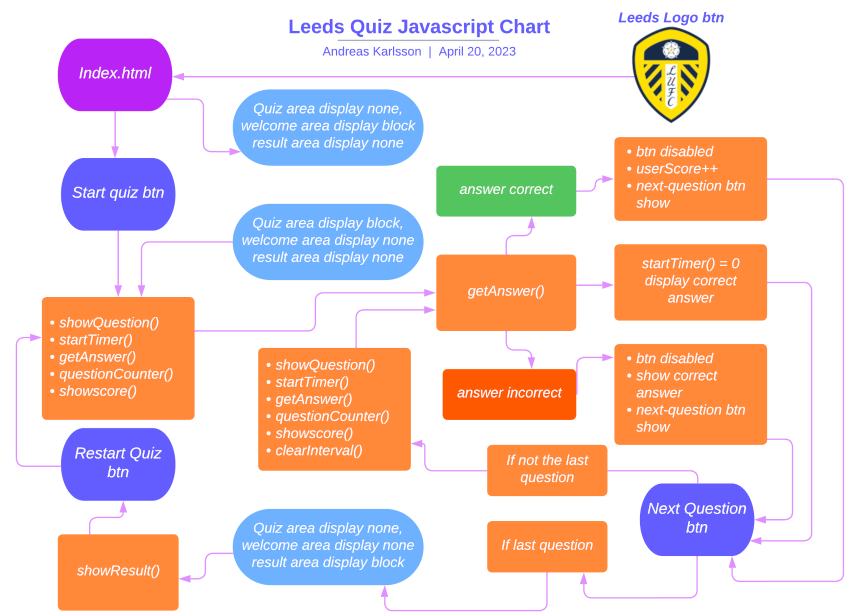 Leeds Quiz Javascript Chart
Andreas Karlsson | April 20, 2023
Leeds Logo btn
LUFC
Index.html
Quiz area display none,
welcome area display block
result area display none
Start quiz btn
Quiz area display block,
welcome area display none
result area display none
answer correct
• btn disabled
• userScore++
• next-question btn
show
getAnswer()
startTimer() = 0
display correct
answer
• showQuestion()
• startTimer()
• getAnswer()
• questionCounter()
• showscore()
• showQuestion()
• startTimer()
• getAnswer()
• questionCounter()
• showscore()
• clearInterval()
answer incorrect
• btn disabled
• show correct
answer
• next-question btn
show
Restart Quiz
btn
If not the last
question
Next Question
btn
Quiz area display none,
welcome area display none
result area display block
If last question
showResult()